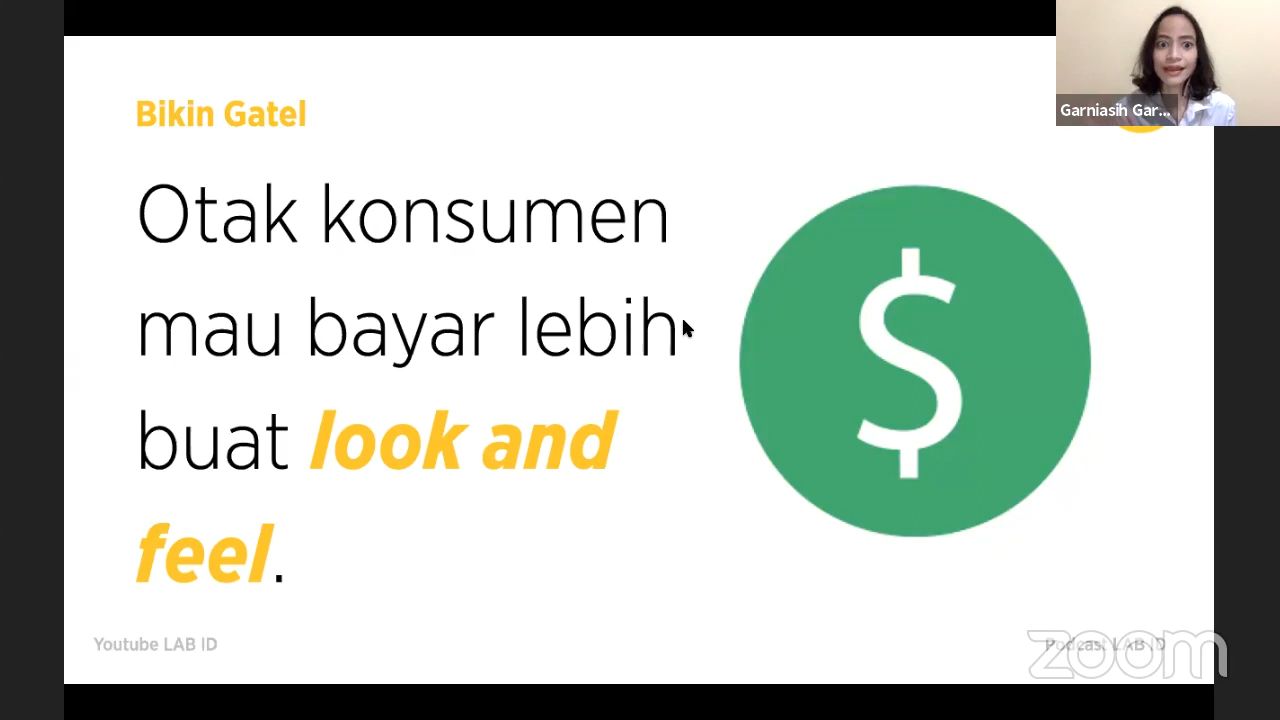 Bikin Gatel
Garniasih Gar...
Otak konsumen
mau bayar lebih
buat look and
feel.
$
Youtube LAB ID
Podcast LAB ID
zoom